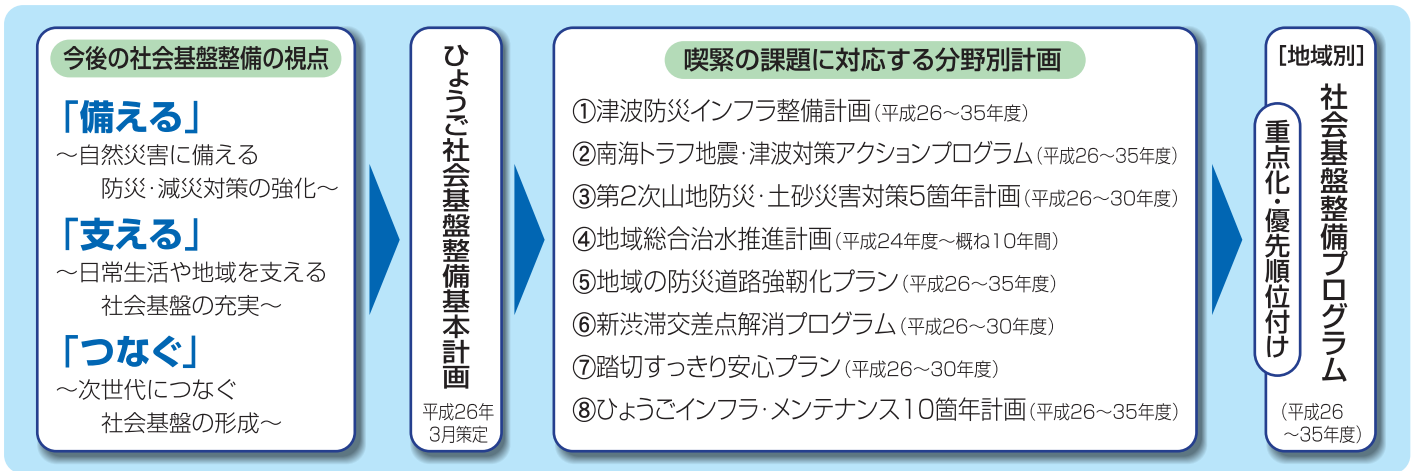 今後の社会基盤整備の視点
「備える」
～自然災害に備える
防災・減災対策の強化～
「支える」
～日常生活や地域を支える
社会基盤の充実～
「つなぐ」
～次世代につなぐ
社会基盤の形成～
ひょうご社会基盤整備基本計画
平成26年
3月策定
喫緊の課題に対応する分野別計画
①津波防災インフラ整備計画（平成26～35年度）
②南海トラフ地震・津波対策アクションプログラム（平成26～35年度）
③第2次山地防災・土砂災害対策5箇年計画（平成26～30年度）
④地域総合治水推進計画（平成24年度～概ね10年間）
⑤地域の防災道路強靭化プラン（平成26～35年度）
⑥新渋滞交差点解消プログラム（平成26～30年度）
⑦踏切すっきり安心プラン（平成26～30年度）
⑧ひょうごインフラ・メンテナンス10箇年計画（平成26～35年度）
［地域別］
社会基盤整備プログラム
重点化・優先順位付け
（平成26
～35年度）